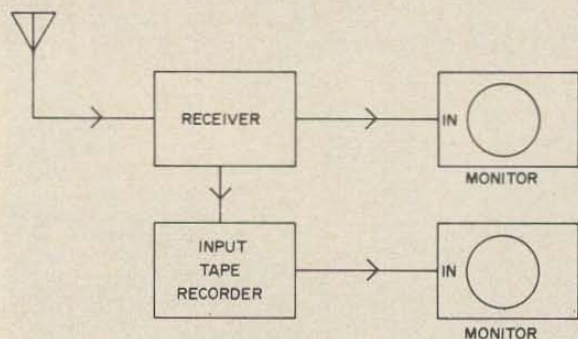 RECEIVER
IN
MONITOR
INPUT
TAPE
RECORDER
IN
MONITOR